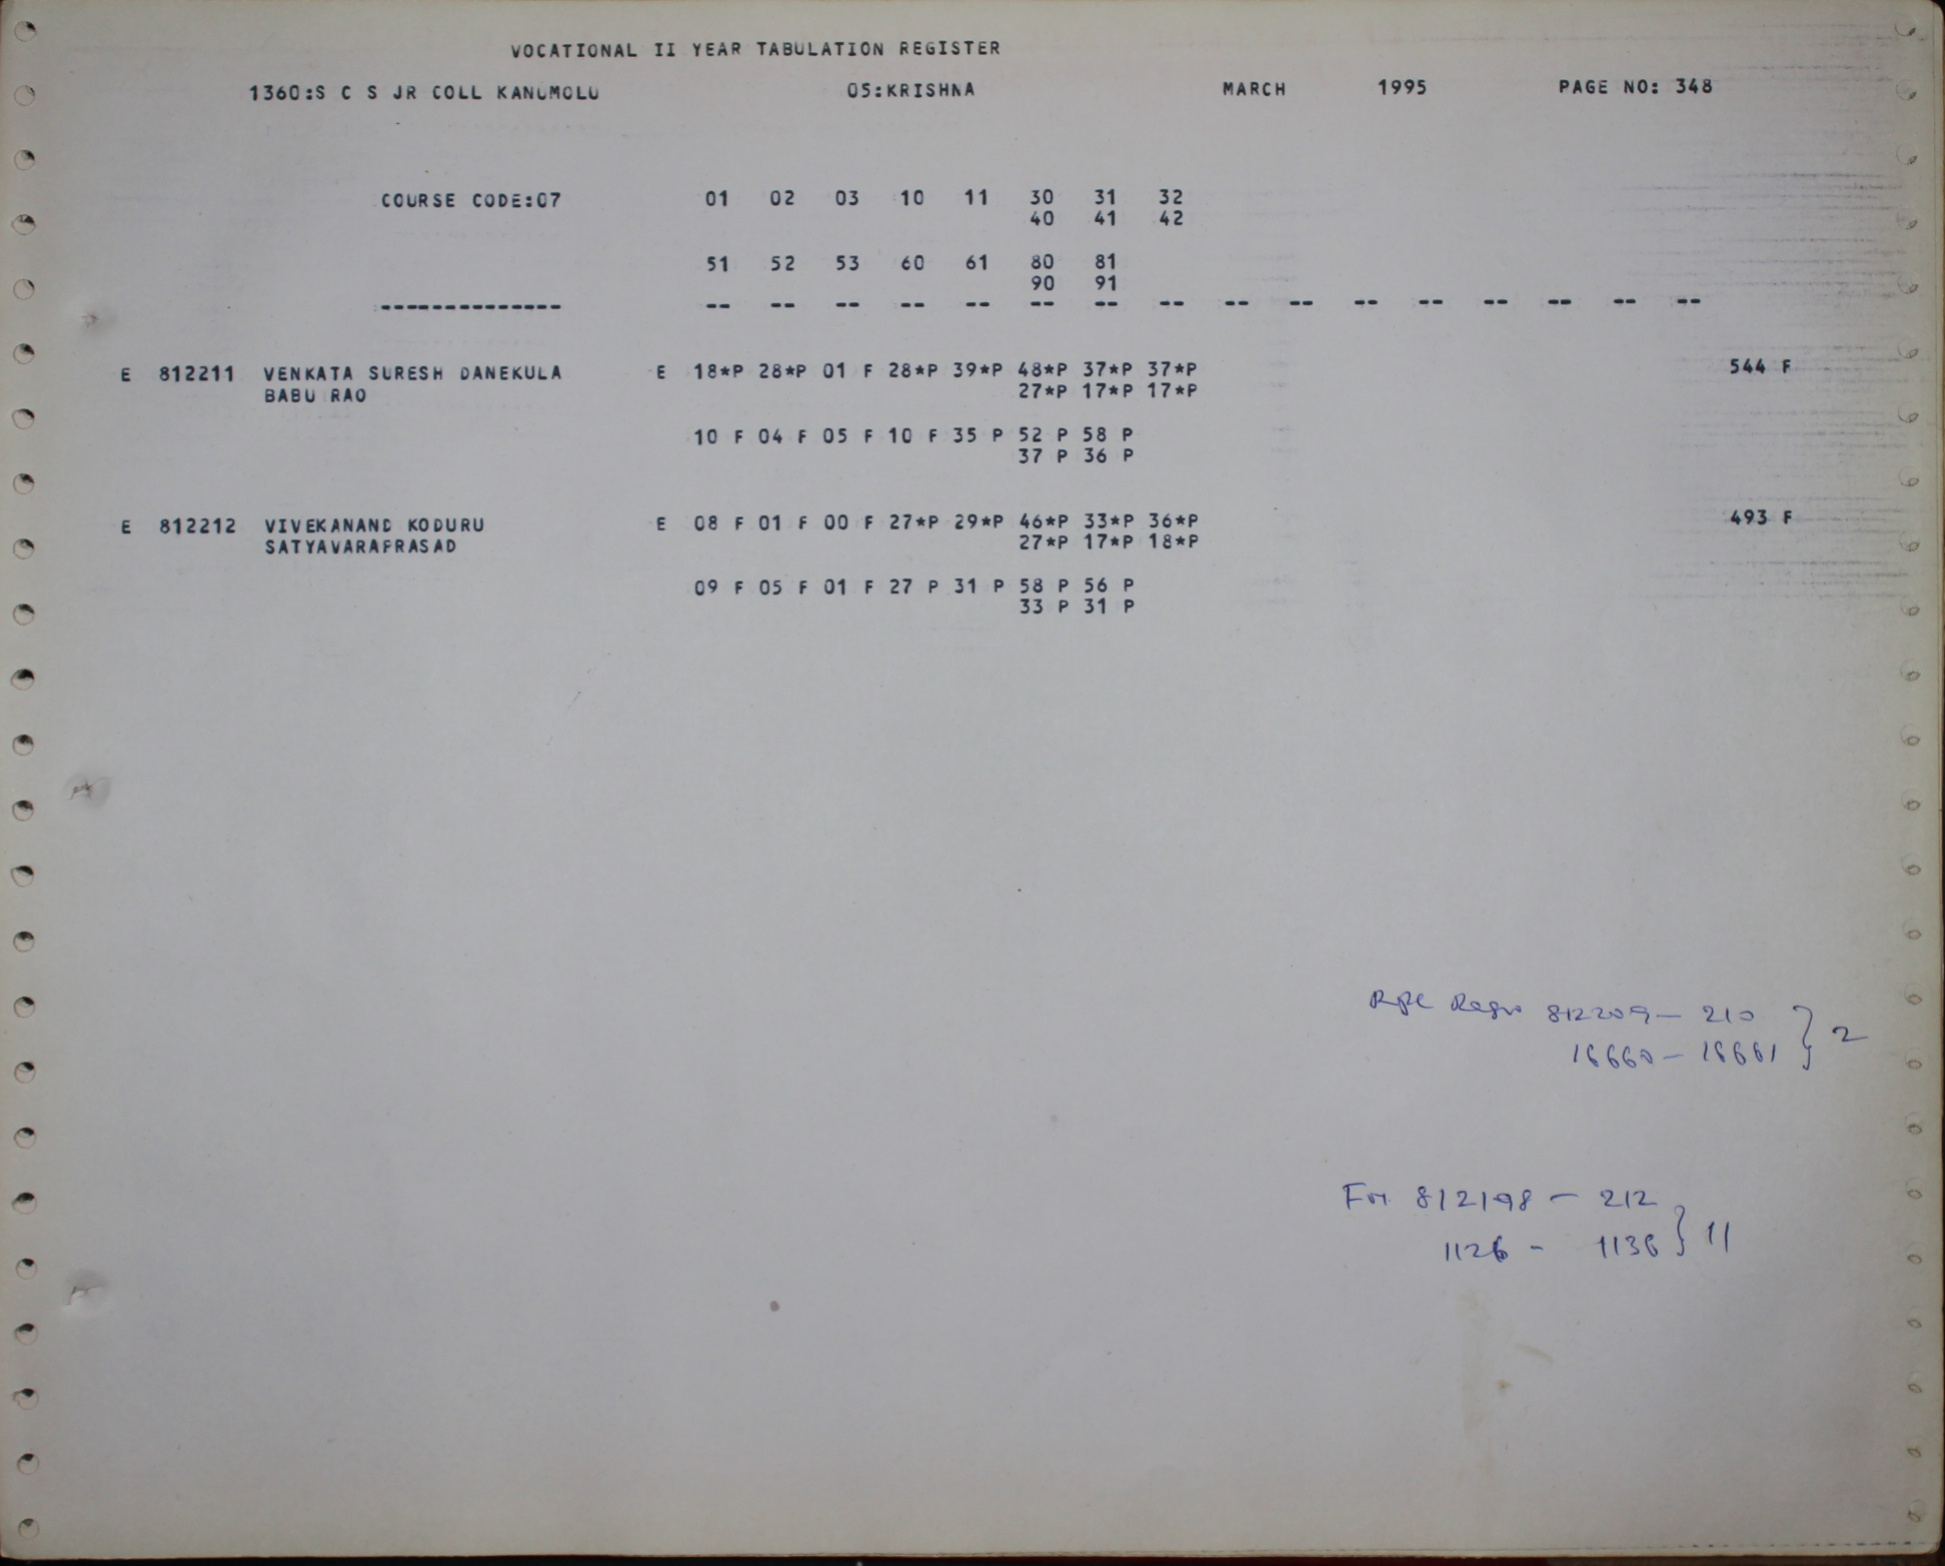 VOCATIONAL II YEAR TABULATION REGISTER
1360:S C S JR COLL KANUMOLU 05:KRISHNA MARCH 1995 PAGE NO: 348
COURSE CODE:07 01 02 03 10 11 30 31 32
40 41 42
51 52 53 60 61 80 81
90 91
-------------- -- -- -- -- -- -- -- -- -- -- -- -- -- -- -- --
E 812211 VENKATA SURESH DANEKULA E 18*P 28*P 01 F 28*P 39*P 48*P 37*P 37*P 544 F
BABU RAO 27*P 17*P 17*P
10 F 04 F 05 F 10 F 35 P 52 P 58 P
37 P 36 P
E 812212 VIVEKANAND KODURU E 08 F 01 F 00 F 27*P 29*P 46*P 33*P 36*P 493 F
SATYAVARAPRASAD 27*P 17*P 18*P
09 F 05 F 01 F 27 P 31 P 58 P 56 P
33 P 31 P
812209 - 210 } 2
16660 - 16661
For 812198 - 212 } 11
1126 - 1136